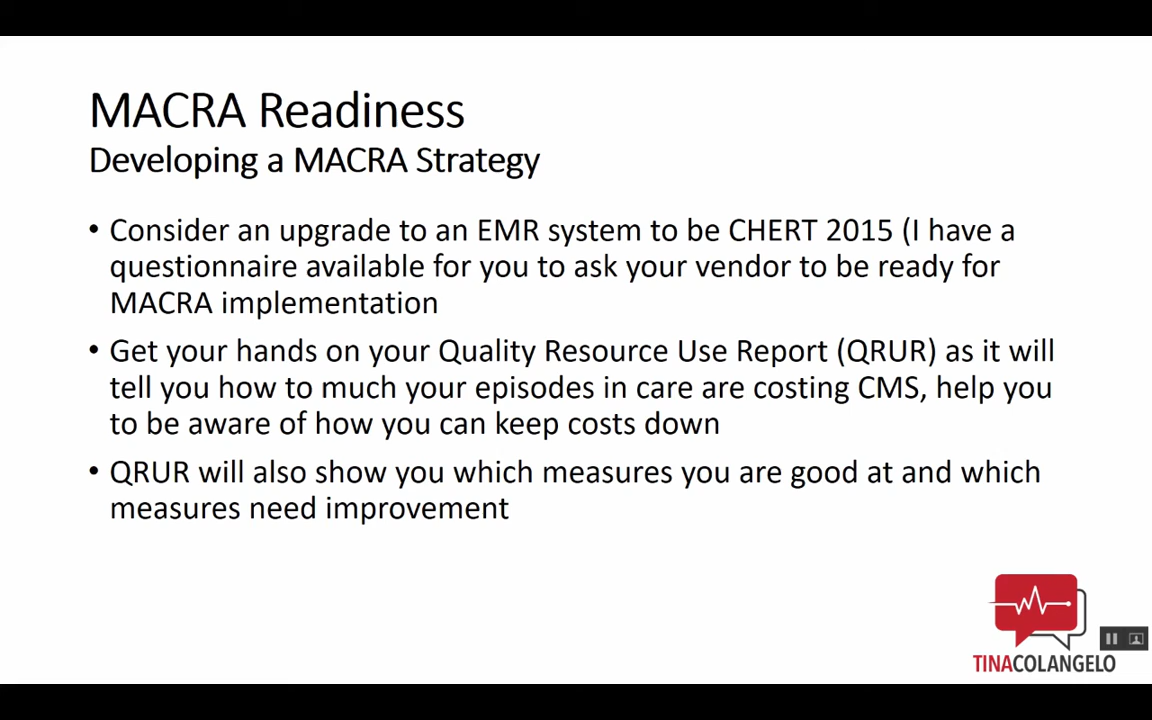 MACRA Readiness
Developing a MACRA Strategy
• Consider an upgrade to an EMR system to be CHERT 2015 (I have a
questionnaire available for you to ask your vendor to be ready for
MACRA implementation
• Get your hands on your Quality Resource Use Report (QRUR) as it will
tell you how to much your episodes in care are costing CMS, help you
to be aware of how you can keep costs down
• QRUR will also show you which measures you are good at and which
measures need improvement
TINACOLANGELO